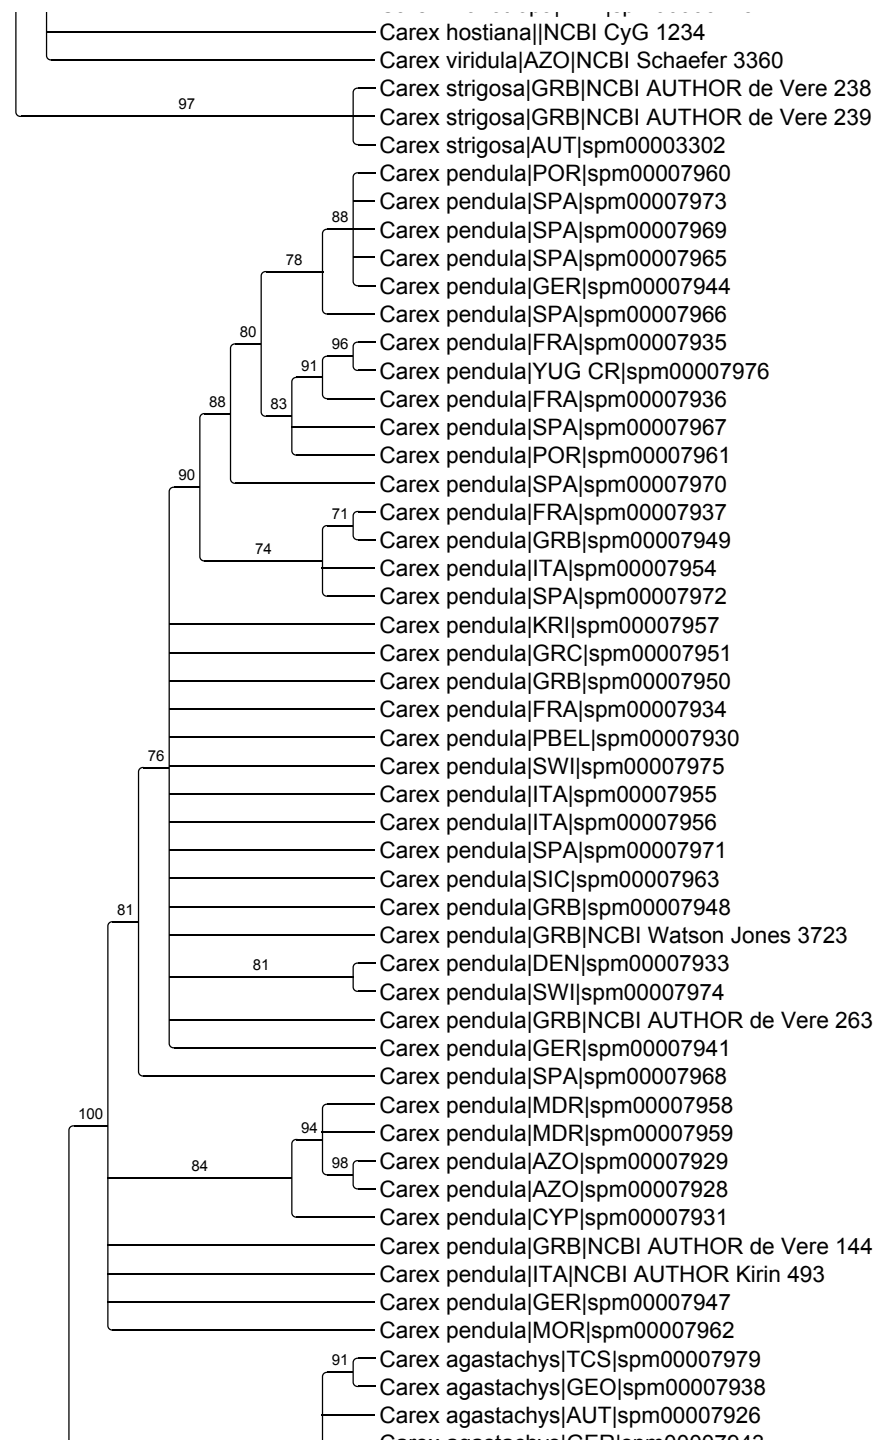 Carex hostiana||NCBI CyG 1234
Carex viridula|AZO|NCBI Schaefer 3360
Carex strigosa|GRB|NCBI AUTHOR de Vere 238
97
Carex strigosa|GRB|NCBI AUTHOR de Vere 239
Carex strigosa|AUT|spm00003302
Carex pendula|POR|spm00007960
Carex pendula|SPA|spm00007973
88
Carex pendula|SPA|spm00007969
78
Carex pendula|SPA|spm00007965
Carex pendula|GER|spm00007944
Carex pendula|SPA|spm00007966
80
96
Carex pendula|FRA|spm00007935
91
Carex pendula|YUG CR|spm00007976
Carex pendula|FRA|spm00007936
88
83
Carex pendula|SPA|spm00007967
Carex pendula|POR|spm00007961
90
Carex pendula|SPA|spm00007970
71
Carex pendula|FRA|spm00007937
Carex pendula|GRB|spm00007949
74
Carex pendula|ITA|spm00007954
Carex pendula|SPA|spm00007972
Carex pendula|KRI|spm00007957
Carex pendula|GRC|spm00007951
Carex pendula|GRB|spm00007950
Carex pendula|FRA|spm00007934
Carex pendula|PBEL|spm00007930
76
Carex pendula|SWI|spm00007975
Carex pendula|ITA|spm00007955
Carex pendula|ITA|spm00007956
Carex pendula|SPA|spm00007971
Carex pendula|SIC|spm00007963
81
Carex pendula|GRB|spm00007948
Carex pendula|GRB|NCBI Watson Jones 3723
81
Carex pendula|DEN|spm00007933
Carex pendula|SWI|spm00007974
Carex pendula|GRB|NCBI AUTHOR de Vere 263
Carex pendula|GER|spm00007941
Carex pendula|SPA|spm00007968
100
Carex pendula|MDR|spm00007958
94
Carex pendula|MDR|spm00007959
84
98
Carex pendula|AZO|spm00007929
Carex pendula|AZO|spm00007928
Carex pendula|CYP|spm00007931
Carex pendula|GRB|NCBI AUTHOR de Vere 144
Carex pendula|ITA|NCBI AUTHOR Kirin 493
Carex pendula|GER|spm00007947
Carex pendula|MOR|spm00007962
91
Carex agastachys|TCS|spm00007979
Carex agastachys|GEO|spm00007938
Carex agastachys|AUT|spm00007926